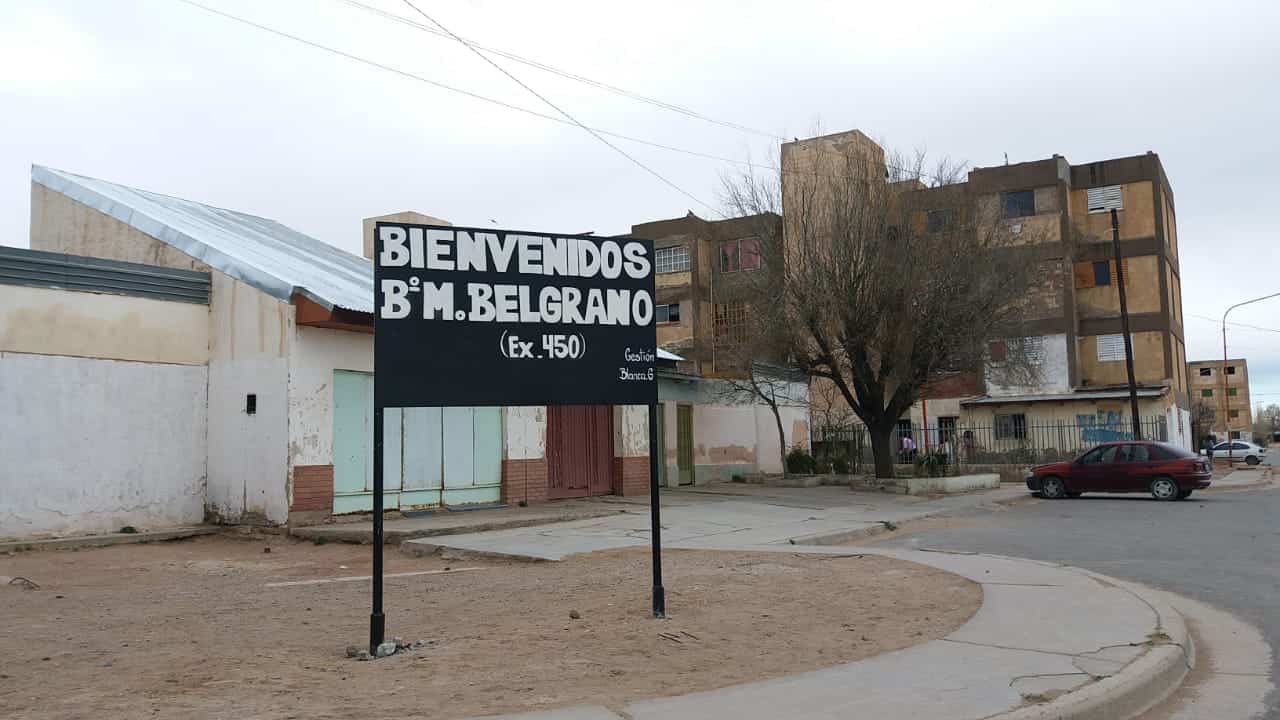 BIENVENIDOS
Bº M. BELGRANO
(Ex. 450)
Gestión
Blanca.G